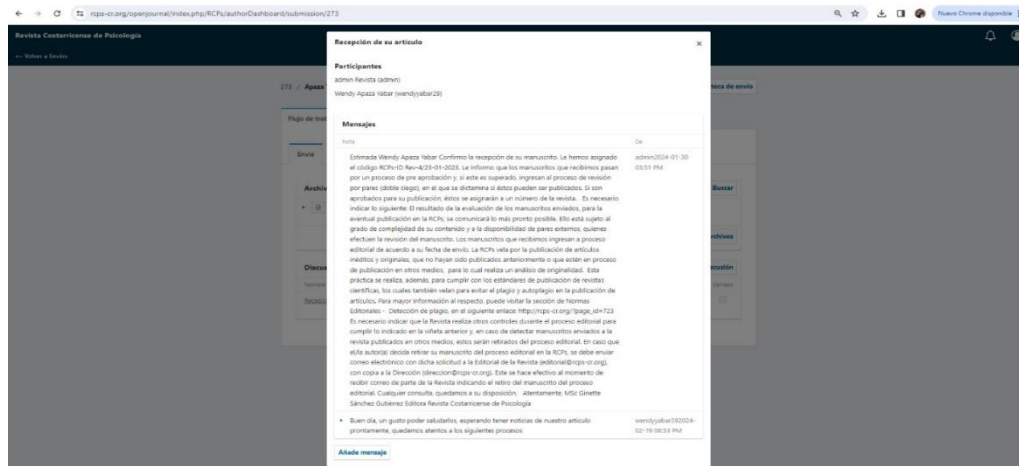 rcps-cr.org/openjournal/index.php/RCPs/authorDashboard/submission/273
Nuevo Chrome disponible
Revista Costarricense de Psicología
← Volver a Envíos
Recepción de su artículo
×
Participantes
admin Revista (admin)
Wendy Apaza Yabar (wendyyabar29)
273 / Apaza
teca de envío
Flujo de tra
Mensajes
Nota
De
Envío
Estimada Wendy Apaza Yabar Confirmo la recepción de su manuscrito. Le hemos asignado
admin2024-01-30
el código RCPs-ID Rev-4/23-01-2023. Le informo que los manuscritos que recibimos pasan
08:51 PM
por un proceso de pre aprobación y, si este es superado, ingresan al proceso de revisión
por pares (doble ciego), en el que se dictamina si éstos pueden ser publicados. Si son
Archiv
Buscar
aprobados para su publicación, éstos se asignarán a un número de la revista. Es necesario
indicar lo siguiente: El resultado de la evaluación de los manuscritos enviados, para la
eventual publicación en la RCPs, se comunicará lo más pronto posible. Ello está sujeto al
grado de complejidad de su contenido y a la disponibilidad de pares externos, quienes
efectúen la revisión del manuscrito. Los manuscritos que recibimos ingresan a proceso
rchivos
editorial de acuerdo a su fecha de envío. La RCPs vela por la publicación de artículos
inéditos y originales, que no hayan sido publicados anteriormente o que estén en proceso
Discus
cusión
de publicación en otros medios, para lo cual realiza un análisis de originalidad. Esta
práctica se realiza, además, para cumplir con los estándares de publicación de revistas
Nombre
Cerrado
científicas, los cuales también velan para evitar el plagio y autoplagio en la publicación de
Recepci
artículos. Para mayor información al respecto, puede visitar la sección de Normas
Editoriales - Detección de plagio, en el siguiente enlace: http://rcps-cr.org/?page_id=723
Es necesario indicar que la Revista realiza otros controles durante el proceso editorial para
cumplir lo indicado en la viñeta anterior y, en caso de detectar manuscritos enviados a la
revista publicados en otros medios, estos serán retirados del proceso editorial. En caso que
el/la autor(a) decida retirar su manuscrito del proceso editorial en la RCPs, se debe enviar
correo electrónico con dicha solicitud a la Editorial de la Revista (editorial@rcps-cr.org),
con copia a la Dirección (direccion@rcps-cr.org). Este se hace efectivo al momento de
recibir correo de parte de la Revista indicando el retiro del manuscrito del proceso
editorial. Cualquier consulta, quedamos a su disposición, Atentamente, MSc Ginette
Sánchez Gutiérrez Editora Revista Costarricense de Psicología
Buen día, un gusto poder saludarlos, esperando tener noticias de nuestro artículo
wendyyabar292024-
prontamente, quedamos atentos a los siguientes procesos
02-19 08:53 PM
Añade mensaje